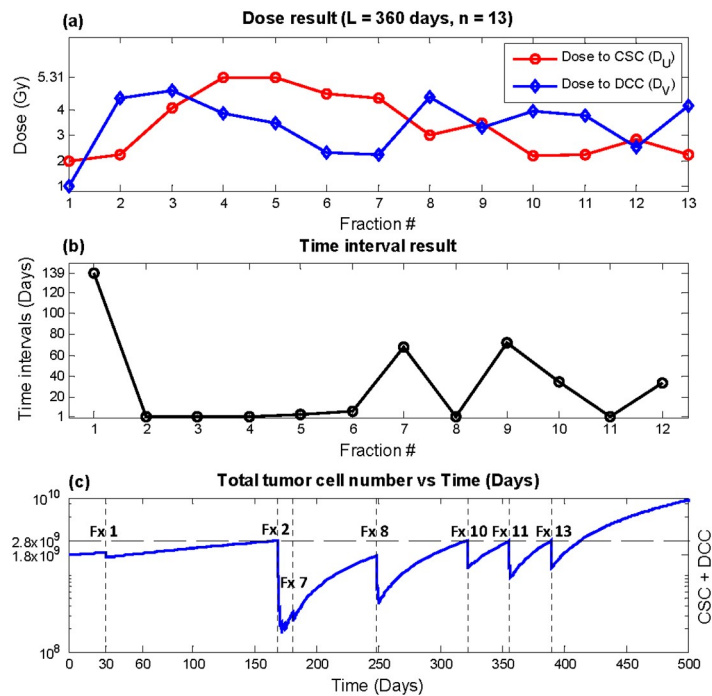 (a)
Dose result (L = 360 days, n = 13)
Dose (Gy)
5.31
4
3
2
1
Dose to CSC (D_U)
Dose to DCC (D_V)
1 2 3 4 5 6 7 8 9 10 11 12 13
Fraction #
(b)
Time interval result
Time intervals (Days)
139
120
100
80
60
40
20
1
1 2 3 4 5 6 7 8 9 10 11 12
Fraction #
(c)
Total tumor cell number vs Time (Days)
10^10
2.8x10^9
1.8x10^9
10^8
Fx 1
Fx 2
Fx 7
Fx 8
Fx 10
Fx 11
Fx 13
CSC + DCC
0 30 50 100 150 200 250 300 350 400 450 500
Time (Days)